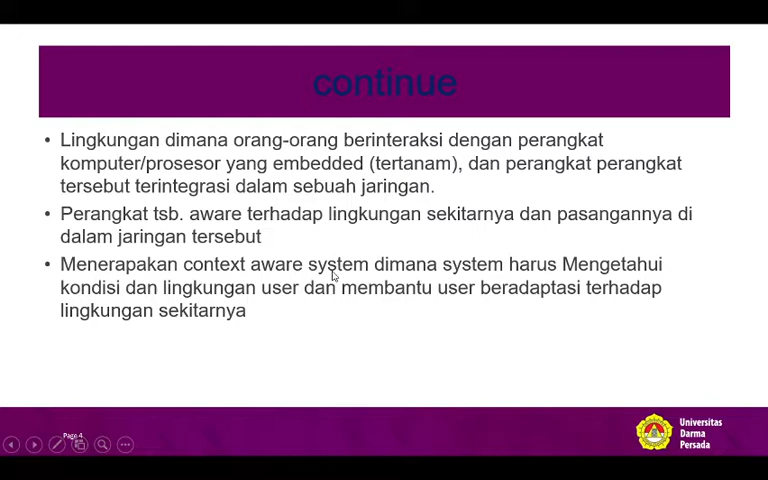 continue
• Lingkungan dimana orang-orang berinteraksi dengan perangkat
komputer/prosesor yang embedded (tertanam), dan perangkat perangkat
tersebut terintegrasi dalam sebuah jaringan.
• Perangkat tsb. aware terhadap lingkungan sekitarnya dan pasangannya di
dalam jaringan tersebut
• Menerapakan context aware system dimana system harus Mengetahui
kondisi dan lingkungan user dan membantu user beradaptasi terhadap
lingkungan sekitarnya
Page 4
Universitas
Darma
Persada